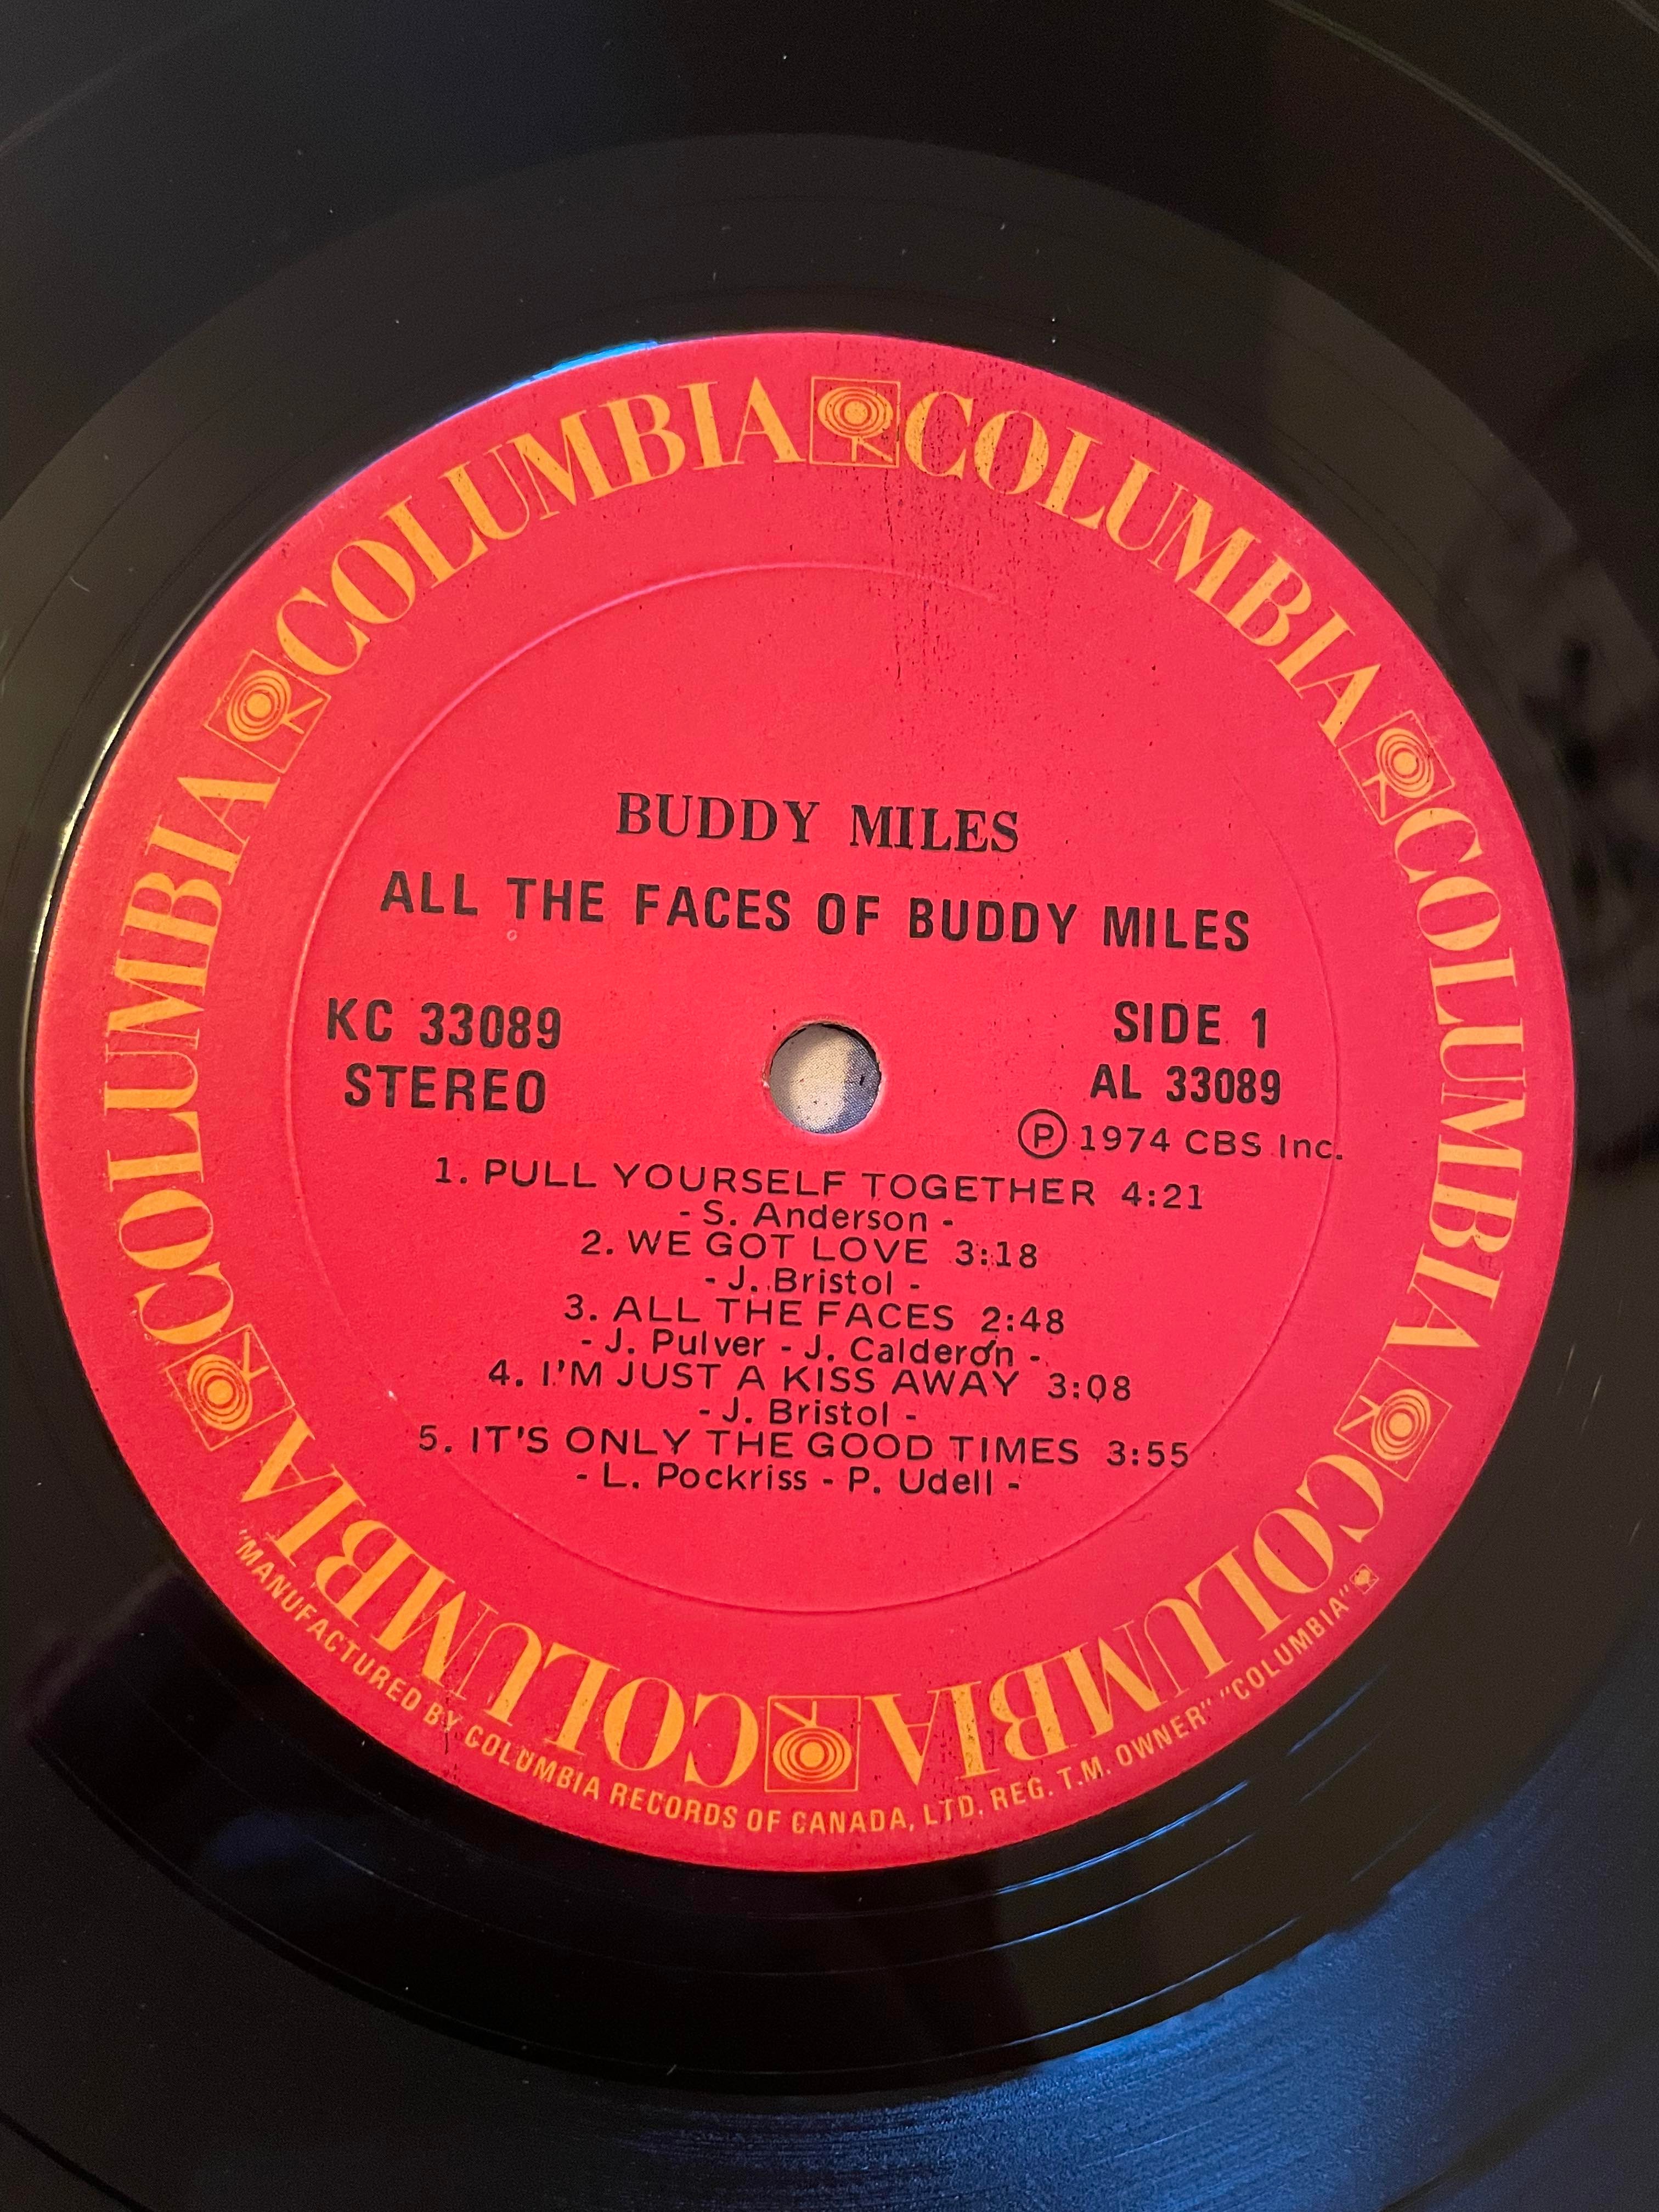 COLUMBIA COLUMBIA COLUMBIA COLUMBIA COLUMBIA COLUMBIA
BUDDY MILES
ALL THE FACES OF BUDDY MILES
KC 33089
STEREO
SIDE 1
AL 33089
Ⓟ 1974 CBS Inc.
1. PULL YOURSELF TOGETHER 4:21
- S. Anderson -
2. WE GOT LOVE 3:18
- J. Bristol -
3. ALL THE FACES 2:48
- J. Pulver - J. Calderon -
4. I'M JUST A KISS AWAY 3:08
- J. Bristol -
5. IT'S ONLY THE GOOD TIMES 3:55
- L. Pockriss - P. Udell -
"MANUFACTURED BY COLUMBIA RECORDS OF CANADA, LTD. REG. T.M. OWNER" "COLUMBIA"